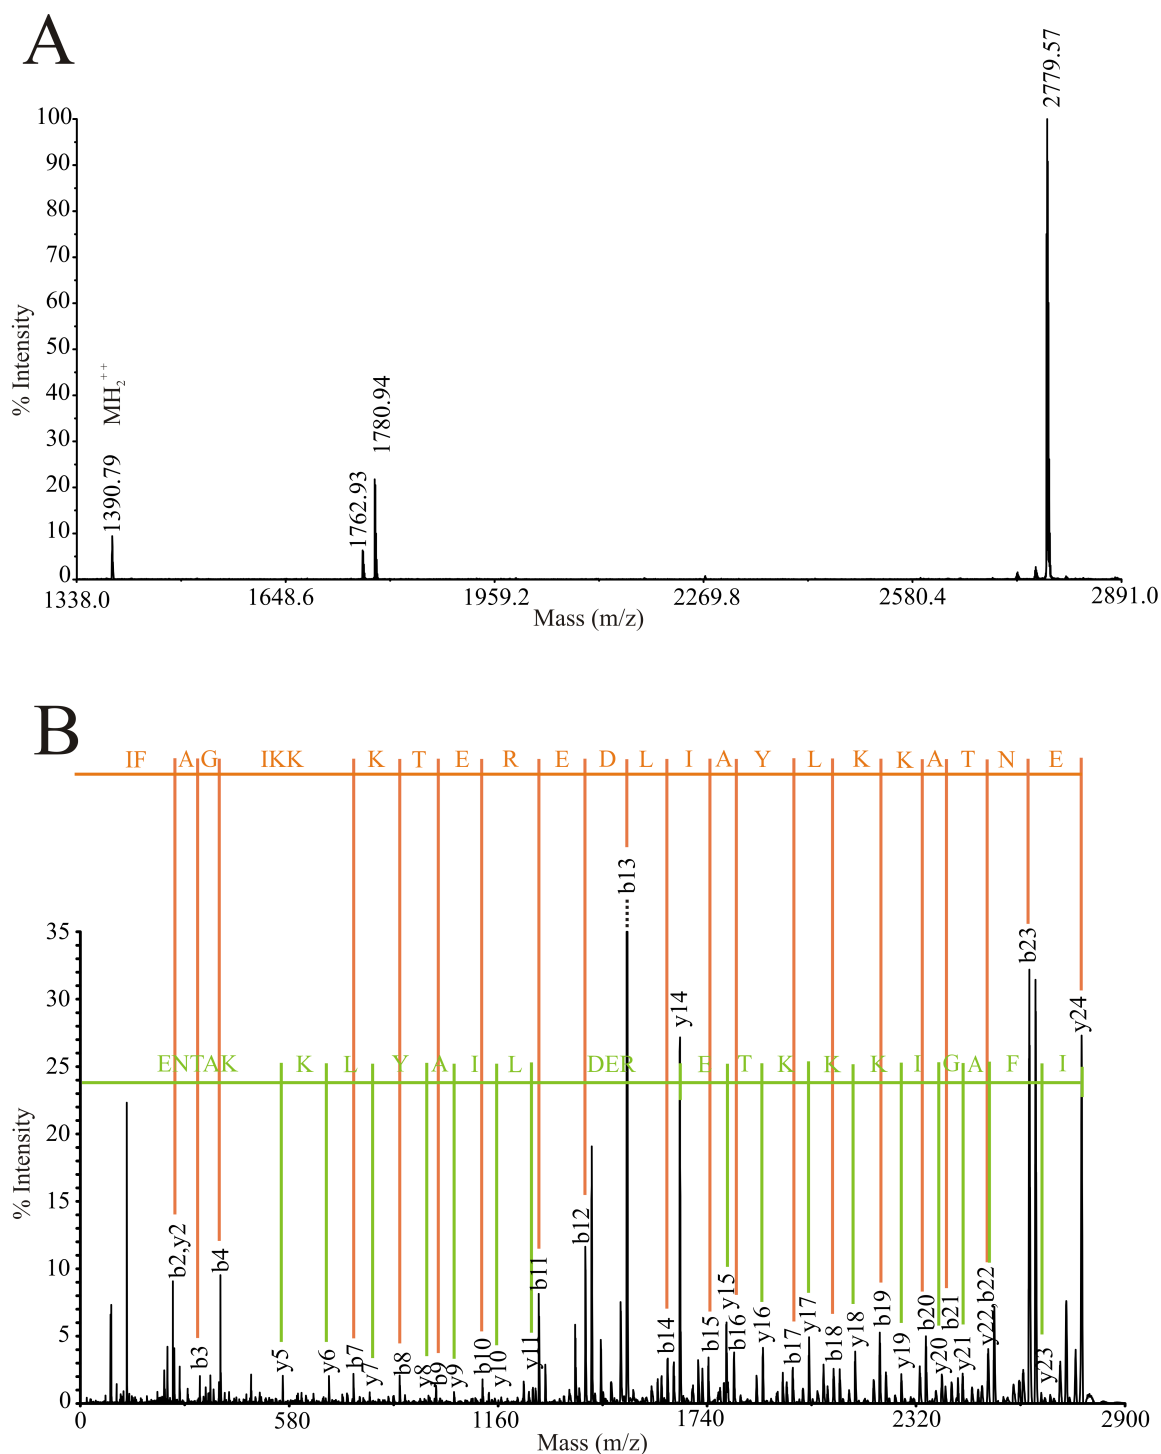 A
2779.57
100
90
80
70
60
50
40
30
20
10
0
% Intensity
MH2++
1390.79
1762.93
1780.94
1338.0 1648.6 1959.2 2269.8 2580.4 2891.0
Mass (m/z)
B
IF A G IKK K T E R E D L I A Y L K K A T N E
b13
35
30
25
20
15
10
5
0
% Intensity
b23
y14
y24
ENTAK K L Y A I L DER E T K K K I G A F I
b2,y2
b3
b4
y5
y6
b7
y7
b8
y8
b9
y9
b10
y10
y11
b11
b12
b14
b15
y15
b16
y16
b17
y17
b18
y18
b19
y19
b20
y20
b21
y21
y22,b22
y23
0 580 1160 1740 2320 2900
Mass (m/z)